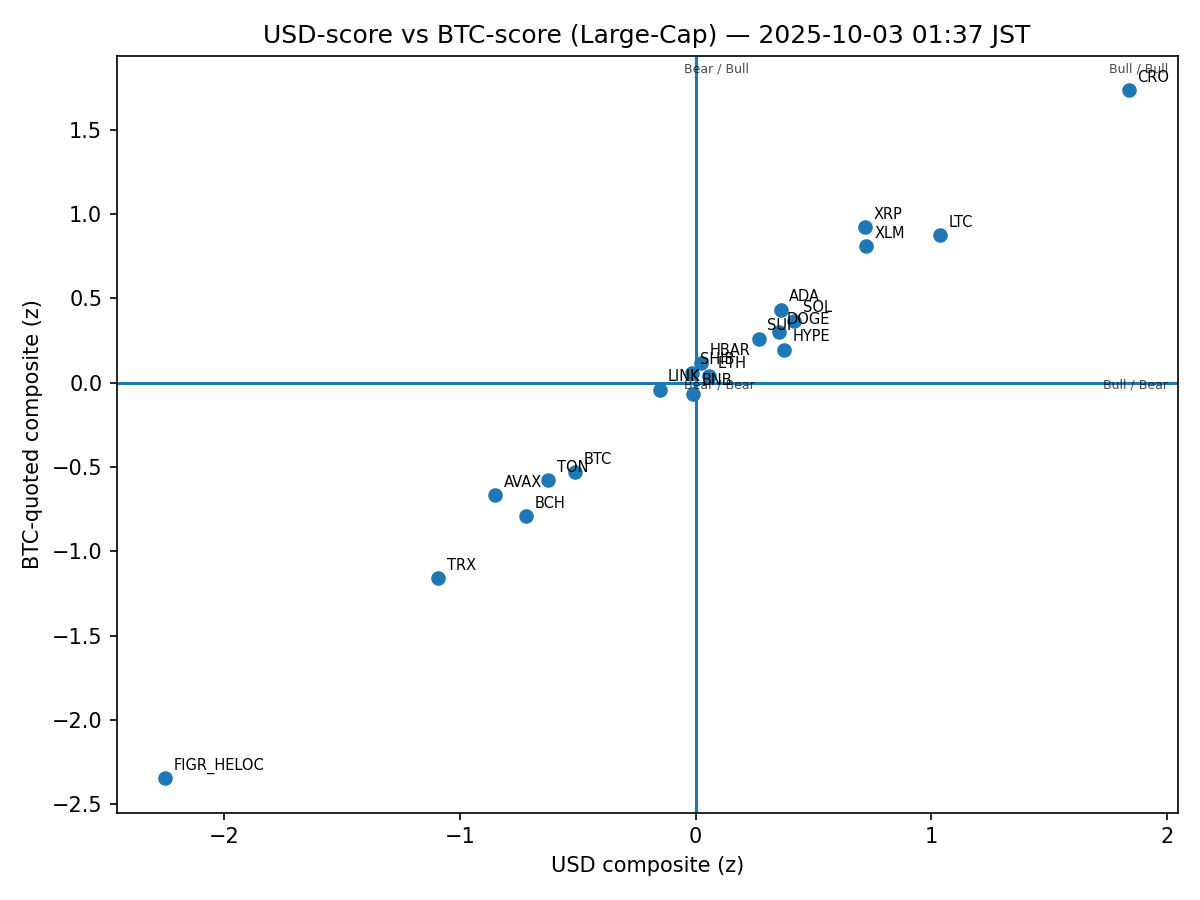 USD-score vs BTC-score (Large-Cap) — 2025-10-03 01:37 JST
Bear / Bull
Bull / Bull
CRO
1.5
XRP
LTC
1.0
XLM
ADA
0.5
SOL
DOGE
SUI
HYPE
HBAR
SHIB
ETH
LINK
BNB
0.0
Bear / Bear
Bull / Bear
BTC
TON
−0.5
AVAX
BCH
−1.0
TRX
−1.5
−2.0
FIGR_HELOC
−2.5
BTC-quoted composite (z)
−2
−1
0
1
2
USD composite (z)